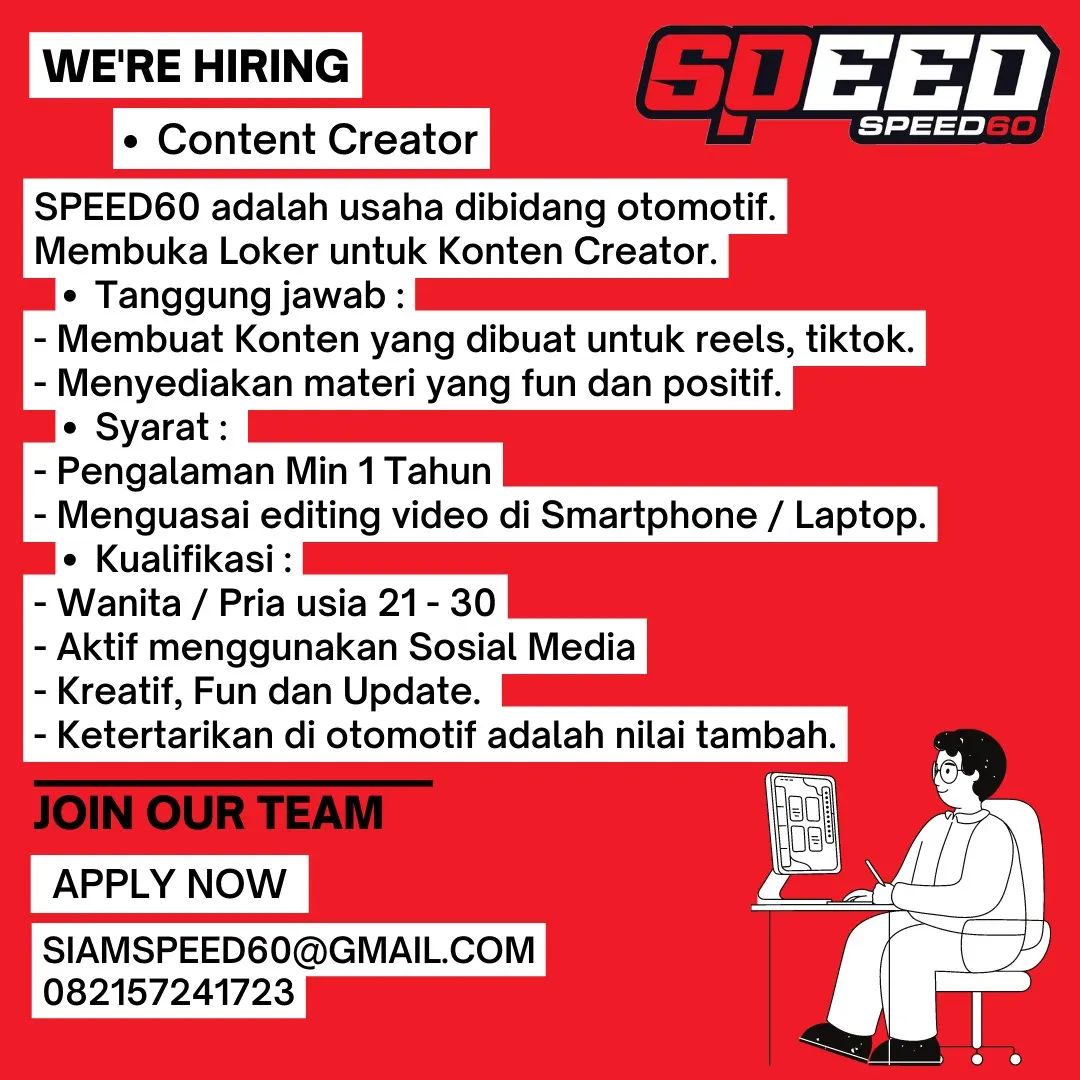 WE'RE HIRING
SPEED
SPEED60
• Content Creator
SPEED60 adalah usaha dibidang otomotif.
Membuka Loker untuk Konten Creator.
• Tanggung jawab :
- Membuat Konten yang dibuat untuk reels, tiktok.
- Menyediakan materi yang fun dan positif.
• Syarat :
- Pengalaman Min 1 Tahun
- Menguasai editing video di Smartphone / Laptop.
• Kualifikasi :
- Wanita / Pria usia 21 - 30
- Aktif menggunakan Sosial Media
- Kreatif, Fun dan Update.
- Ketertarikan di otomotif adalah nilai tambah.
JOIN OUR TEAM
APPLY NOW
SIAMSPEED60@GMAIL.COM
082157241723